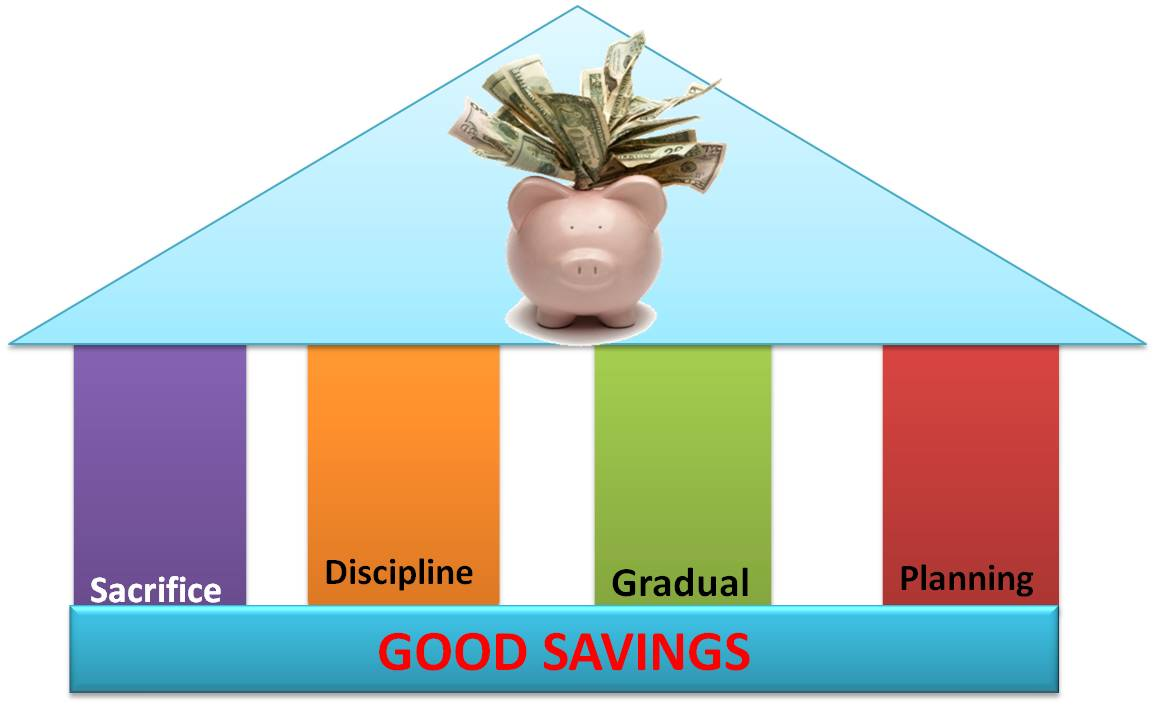 Sacrifice
Discipline
Gradual
Planning
GOOD SAVINGS